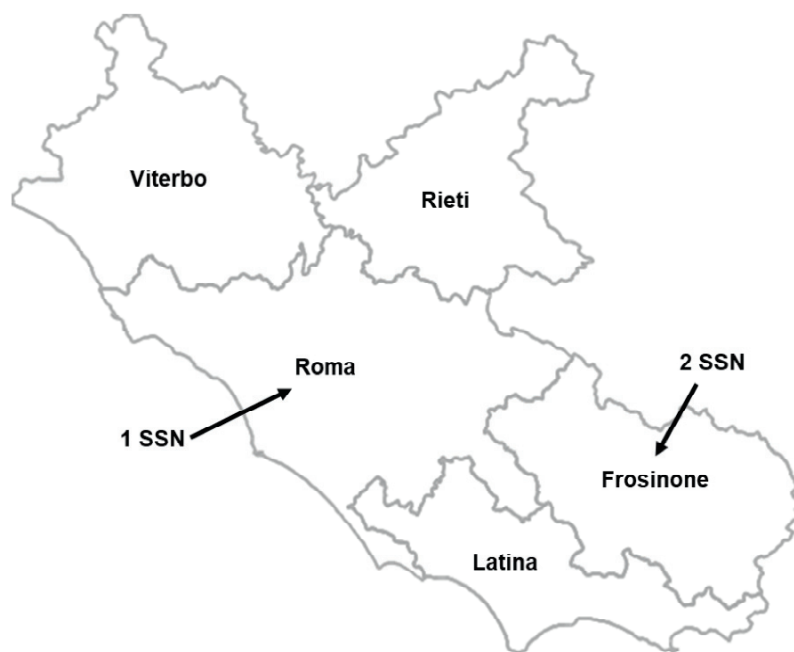 Viterbo
Rieti
Roma
2 SSN
1 SSN
Frosinone
Latina